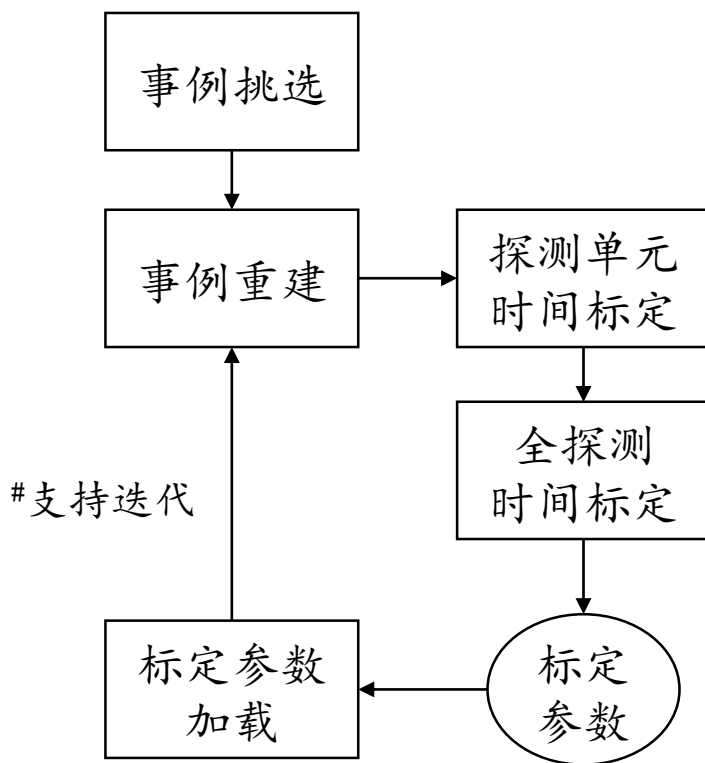 事例挑选
事例重建
探测单元
时间标定
全探测
时间标定
#支持迭代
标定参数
加载
标定
参数